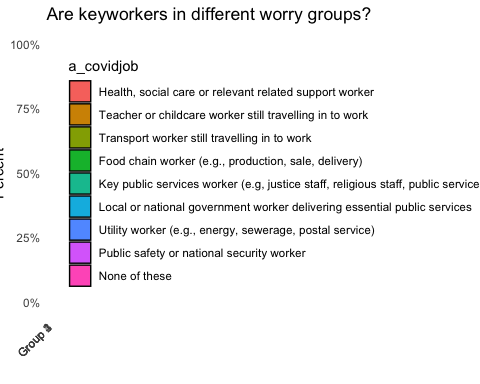 Are keyworkers in different worry groups?
100%
a_covidjob
Health, social care or relevant related support worker
75%
Teacher or childcare worker still travelling in to work
Transport worker still travelling in to work
Food chain worker (e.g., production, sale, delivery)
50%
Key public services worker (e.g, justice staff, religious staff, public service
Local or national government worker delivering essential public services
25%
Utility worker (e.g., energy, sewerage, postal service)
Public safety or national security worker
None of these
0%
Group